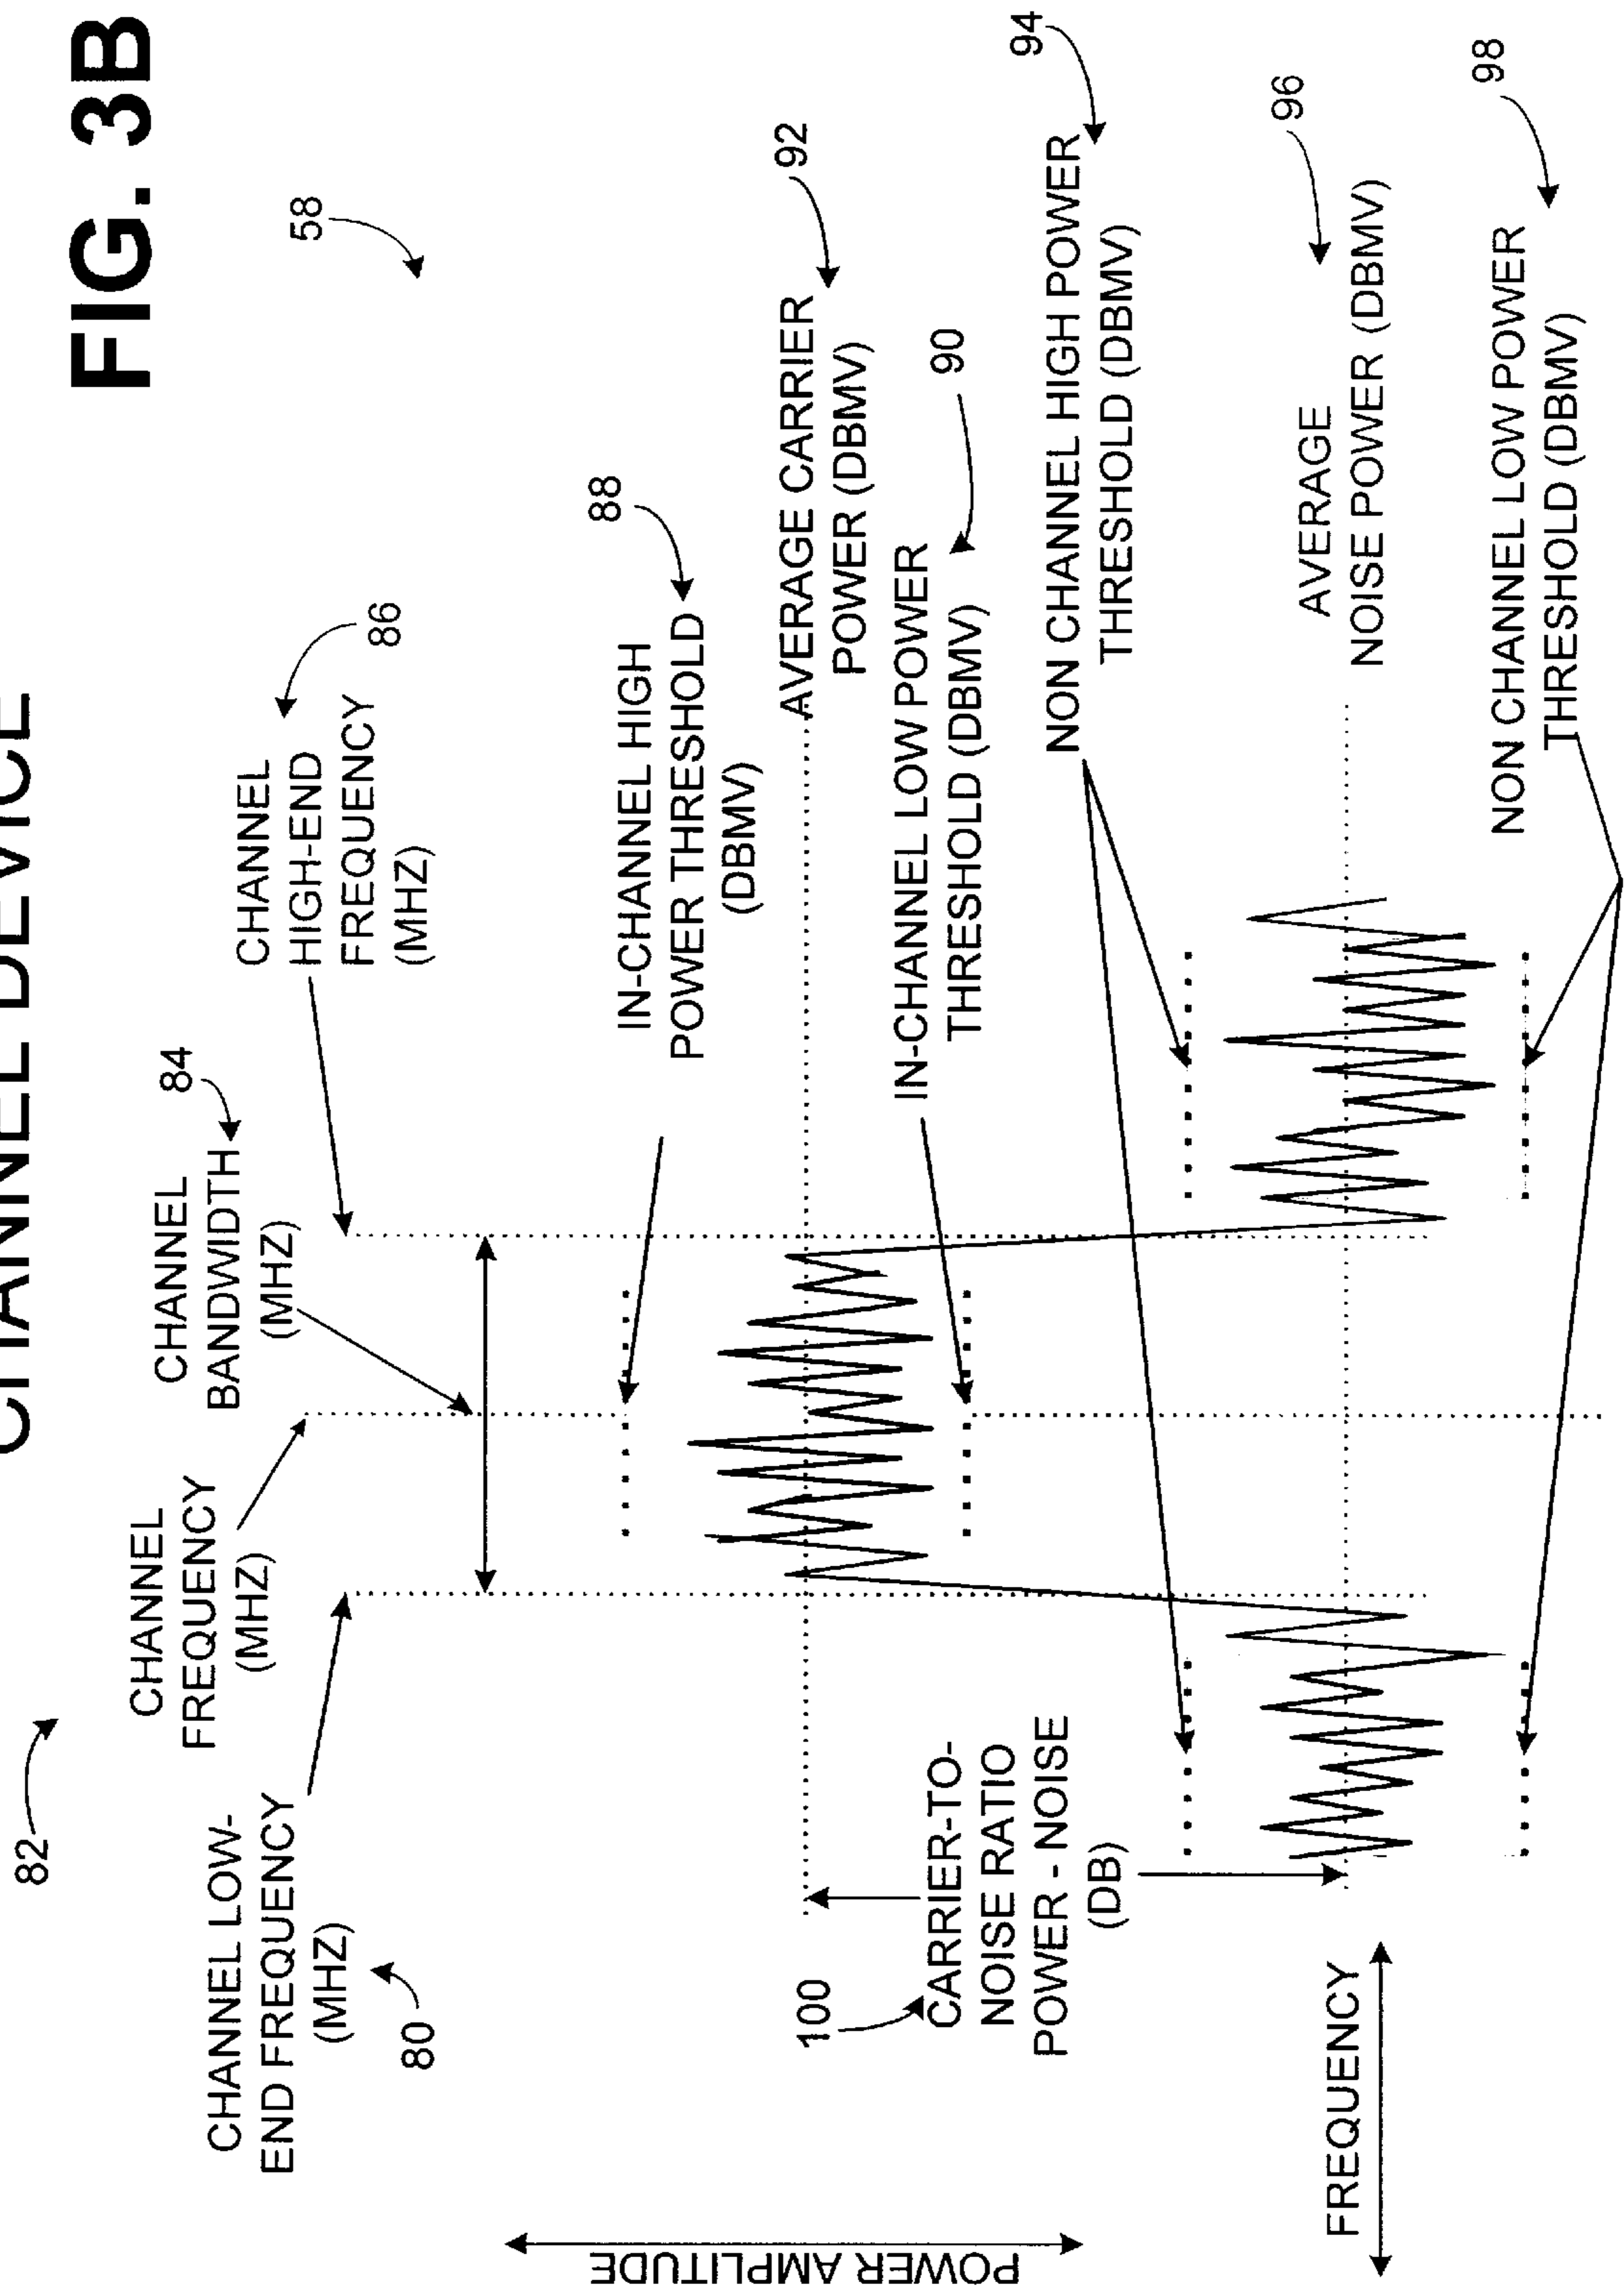 CHANNEL DEVICE
FIG. 3B
82
58
CHANNEL
FREQUENCY
(MHZ)
CHANNEL
BANDWIDTH
(MHZ)
84
CHANNEL LOW-
END FREQUENCY
(MHZ)
80
CHANNEL
HIGH-END
FREQUENCY
(MHZ)
86
IN-CHANNEL HIGH
POWER THRESHOLD
(DBMV)
88
AVERAGE CARRIER
POWER (DBMV)
92
IN-CHANNEL LOW POWER
THRESHOLD (DBMV)
90
100
CARRIER-TO-
NOISE RATIO
POWER - NOISE
(DB)
NON CHANNEL HIGH POWER
THRESHOLD (DBMV)
94
AVERAGE
NOISE POWER (DBMV)
96
NON CHANNEL LOW POWER
THRESHOLD (DBMV)
98
POWER AMPLITUDE
FREQUENCY